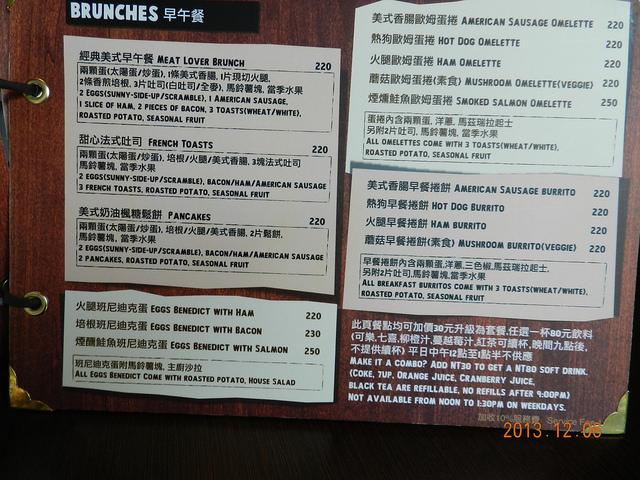 BRUNCHES 早午餐
經典美式早午餐 MEAT LOVER BRUNCH 220
兩顆蛋(太陽蛋/炒蛋), 1條美式香腸, 1片現切火腿,
2條香煎培根, 3片吐司(白吐司/全麥), 馬鈴薯塊, 當季水果
2 EGGS(SUNNY-SIDE-UP/SCRAMBLE), 1 AMERICAN SAUSAGE,
1 SLICE OF HAM, 2 PIECES OF BACON, 3 TOASTS(WHEAT/WHITE),
ROASTED POTATO, SEASONAL FRUIT
甜心法式吐司 FRENCH TOASTS 220
兩顆蛋(太陽蛋/炒蛋), 培根/火腿/美式香腸, 3塊法式吐司
馬鈴薯塊, 當季水果
2 EGGS(SUNNY-SIDE-UP/SCRAMBLE), BACON/HAM/AMERICAN SAUSAGE
3 FRENCH TOASTS, ROASTED POTATO, SEASONAL FRUIT
美式奶油楓糖鬆餅 PANCAKES 220
兩顆蛋(太陽蛋/炒蛋), 培根/火腿/美式香腸, 2片鬆餅,
馬鈴薯塊, 當季水果
2 EGGS(SUNNY-SIDE-UP/SCRAMBLE), BACON/HAM/AMERICAN SAUSAGE
2 PANCAKES, ROASTED POTATO, SEASONAL FRUIT
火腿班尼迪克蛋 EGGS BENEDICT WITH HAM 220
培根班尼迪克蛋 EGGS BENEDICT WITH BACON 230
煙燻鮭魚班尼迪克蛋 EGGS BENEDICT WITH SALMON 250
班尼迪克蛋附馬鈴薯塊, 主廚沙拉
ALL EGGS BENEDICT COME WITH ROASTED POTATO, HOUSE SALAD
美式香腸歐姆蛋捲 AMERICAN SAUSAGE OMELETTE 220
熱狗歐姆蛋捲 HOT DOG OMELETTE 220
火腿歐姆蛋捲 HAM OMELETTE 220
蘑菇歐姆蛋捲(素食) MUSHROOM OMELETTE(VEGGIE) 220
煙燻鮭魚歐姆蛋捲 SMOKED SALMON OMELETTE 250
蛋捲內含兩顆蛋, 洋蔥, 馬茲瑞拉起士
另附2片吐司, 馬鈴薯塊, 當季水果
ALL OMELETTES COME WITH 3 TOASTS(WHEAT/WHITE),
ROASTED POTATO, SEASONAL FRUIT
美式香腸早餐捲餅 AMERICAN SAUSAGE BURRITO 220
熱狗早餐捲餅 HOT DOG BURRITO 220
火腿早餐捲餅 HAM BURRITO 220
蘑菇早餐捲餅(素食) MUSHROOM BURRITO(VEGGIE) 220
早餐捲餅內含兩顆蛋,洋蔥,三色椒,馬茲瑞拉起士,
另附2片吐司,馬鈴薯塊,當季水果
ALL BREAKFAST BURRITOS COME WITH 3 TOASTS(WHEAT/WHITE),
ROASTED POTATO, SEASONAL FRUIT
此頁餐點均可加價30元升級為套餐,任選一杯80元飲料
(可樂,七喜,柳橙汁,蔓越莓汁,紅茶可續杯,晚間九點後,
不提供續杯) 平日中午12點至1點半不供應
MAKE IT A COMBO? ADD NT30 TO GET A NT80 SOFT DRINK.
(COKE, 7UP, ORANGE JUICE, CRANBERRY JUICE,
BLACK TEA ARE REFILLABLE, NO REFILLS AFTER 9:00PM)
NOT AVAILABLE FROM NOON TO 1:30PM ON WEEKDAYS.
加收10%服務費 Service
2013.12.06